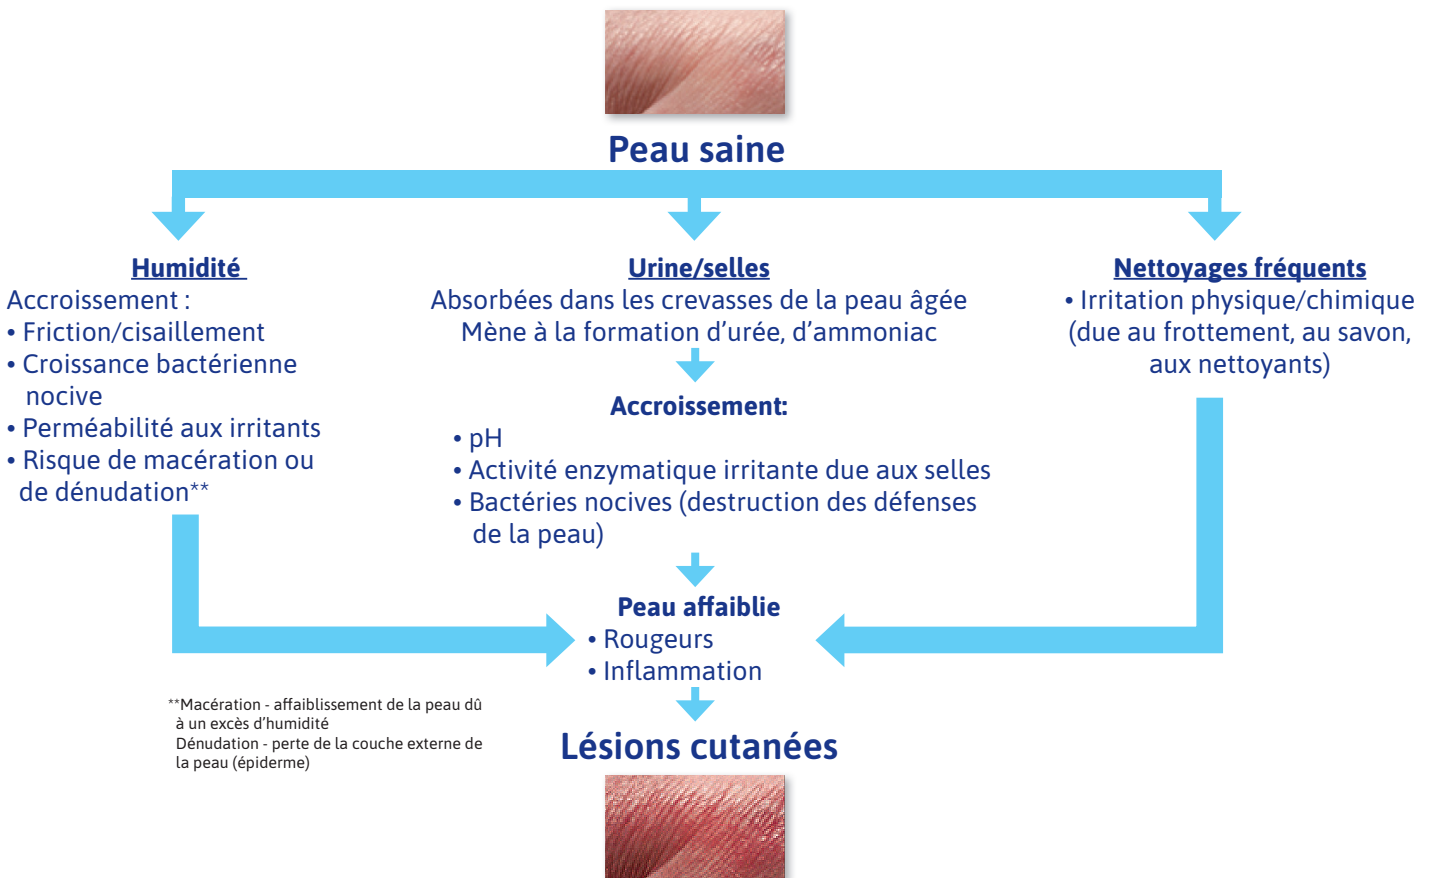 Peau saine
Humidité
Accroissement :
• Friction/cisaillement
• Croissance bactérienne
nocive
• Perméabilité aux irritants
• Risque de macération ou
de dénudation**
Urine/selles
Absorbées dans les crevasses de la peau âgée
Mène à la formation d’urée, d’ammoniac
Accroissement:
• pH
• Activité enzymatique irritante due aux selles
• Bactéries nocives (destruction des défenses
de la peau)
Nettoyages fréquents
• Irritation physique/chimique
(due au frottement, au savon,
aux nettoyants)
Peau affaiblie
• Rougeurs
• Inflammation
**Macération - affaiblissement de la peau dû
à un excès d’humidité
Dénudation - perte de la couche externe de
la peau (épiderme)
Lésions cutanées